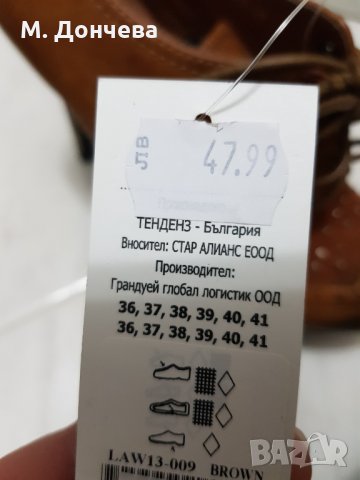 М. Дончева
ЛВ
47.99
ТЕНДЕНЗ - България
Вносител: СТАР АЛИАНС ЕООД
Производител:
Грандуей глобал логистик ООД
36, 37, 38, 39, 40, 41
36, 37, 38, 39, 40, 41
LAW13-009 BROWN
BAZAR